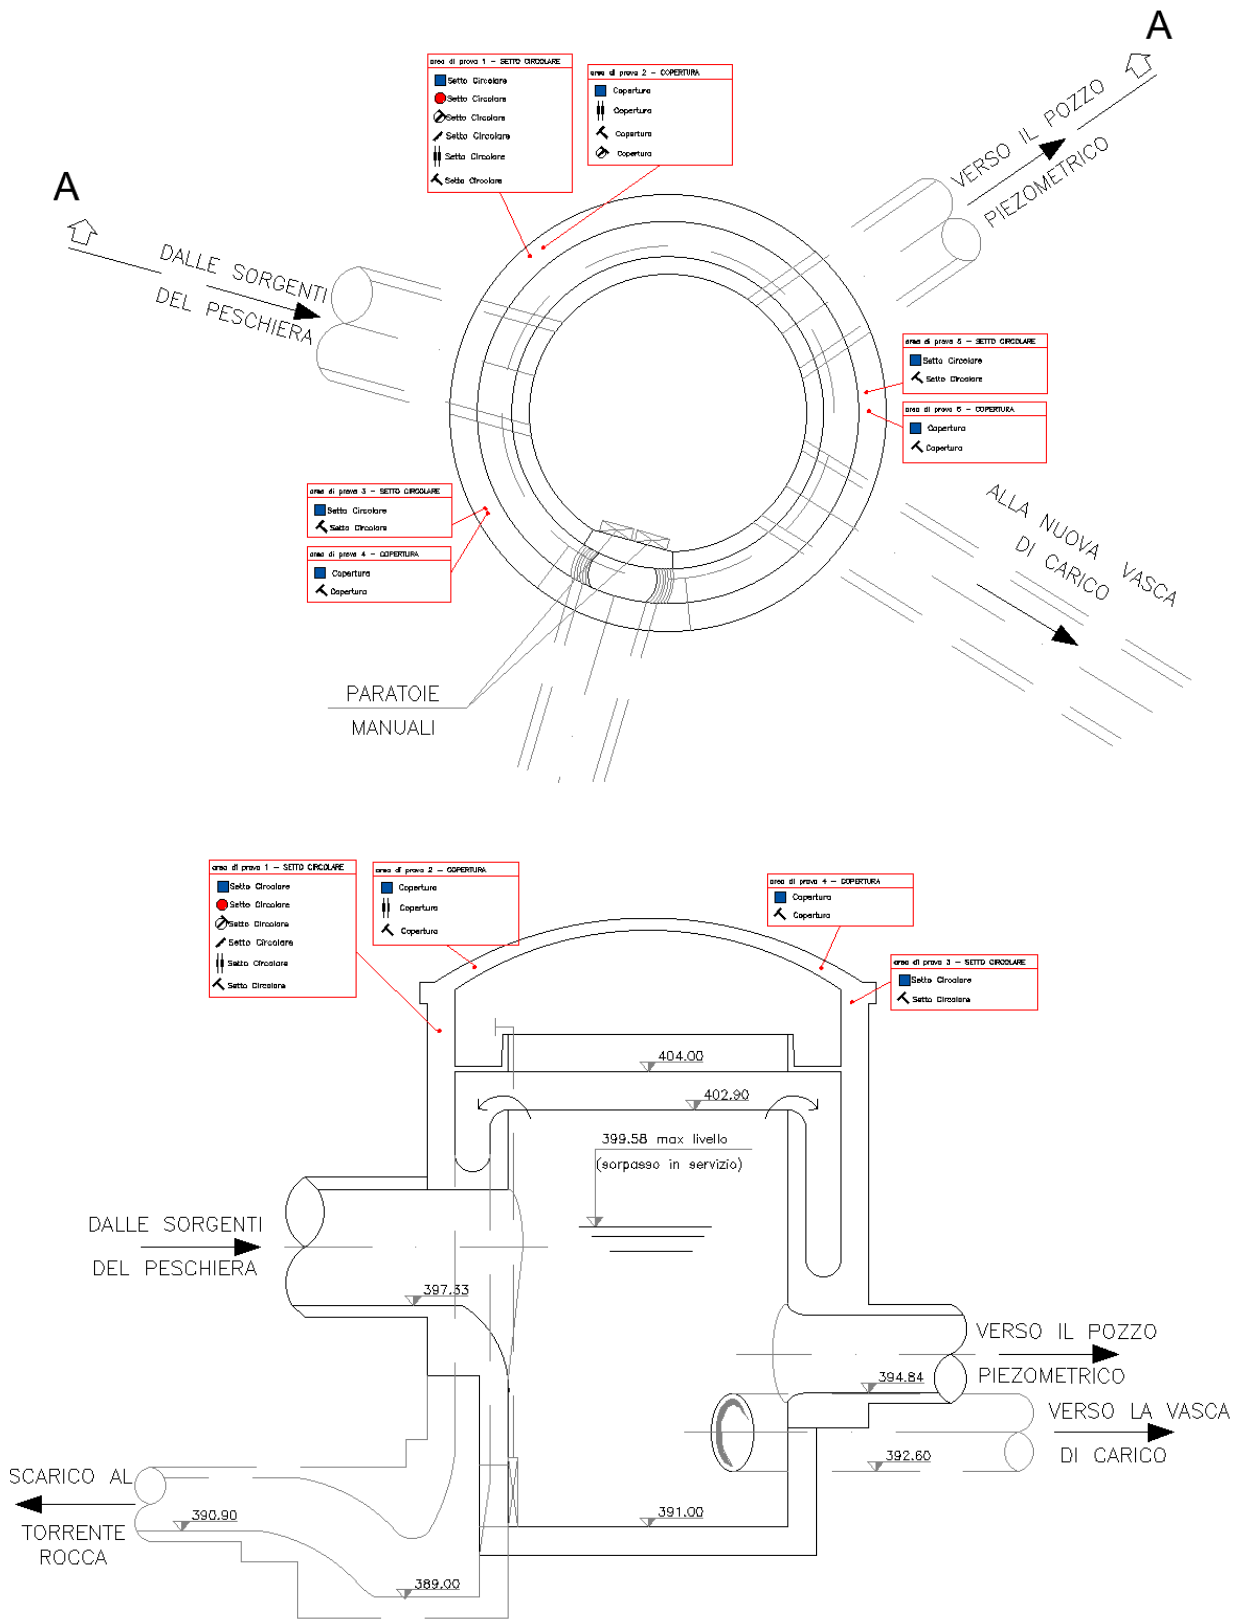 A
area di prova 1 - SETTO CIRCOLARE
Setto Circolare
Setto Circolare
Setto Circolare
Setto Circolare
Setto Circolare
Setto Circolare
area di prova 2 - COPERTURA
Copertura
Copertura
Copertura
Copertura
VERSO IL POZZO
PIEZOMETRICO
A
DALLE SORGENTI
DEL PESCHIERA
area di prova 5 - SETTO CIRCOLARE
Setto Circolare
Setto Circolare
area di prova 6 - COPERTURA
Copertura
Copertura
area di prova 3 - SETTO CIRCOLARE
Setto Circolare
Setto Circolare
area di prova 4 - COPERTURA
Copertura
Copertura
ALLA NUOVA VASCA
DI CARICO
PARATOIE
MANUALI
area di prova 1 - SETTO CIRCOLARE
Setto Circolare
Setto Circolare
Setto Circolare
Setto Circolare
Setto Circolare
Setto Circolare
area di prova 2 - COPERTURA
Copertura
Copertura
Copertura
area di prova 4 - COPERTURA
Copertura
Copertura
area di prova 3 - SETTO CIRCOLARE
Setto Circolare
Setto Circolare
404.00
402.90
399.58 max livello
(sorpasso in servizio)
DALLE SORGENTI
DEL PESCHIERA
397.33
VERSO IL POZZO
PIEZOMETRICO
394.84
VERSO LA VASCA
DI CARICO
392.60
SCARICO AL
TORRENTE
ROCCA
390.90
391.00
389.00